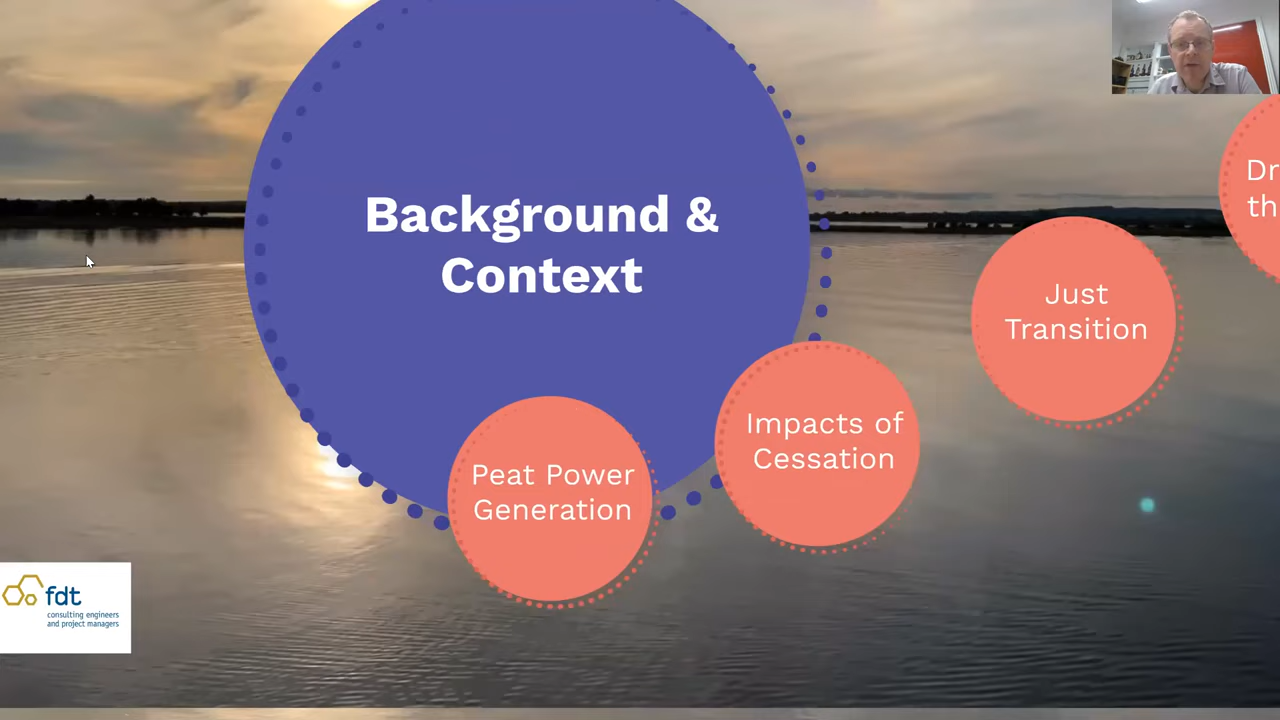 Background &
Context
Peat Power
Generation
Impacts of
Cessation
Just
Transition
fdt
consulting engineers
and project managers